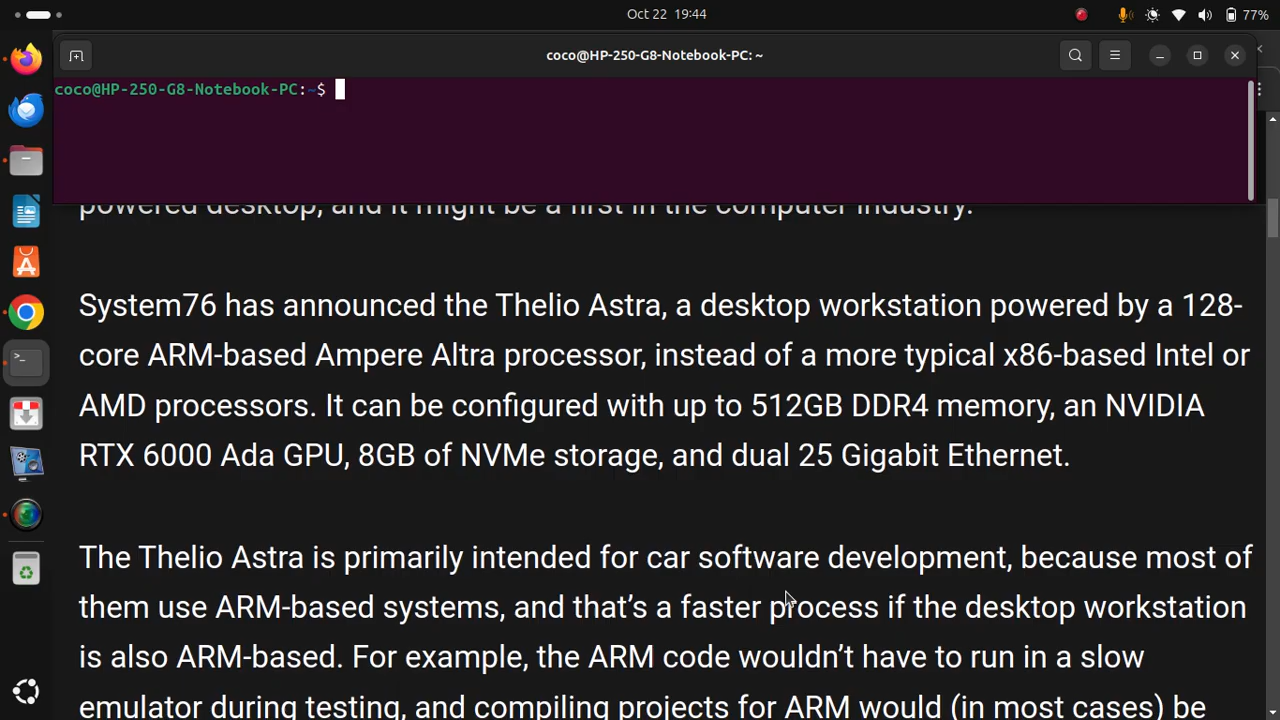 Oct 22 19:44
77%
coco@HP-250-G8-Notebook-PC: ~
coco@HP-250-G8-Notebook-PC:~$
powered desktop, and it might be a first in the computer industry.
System76 has announced the Thelio Astra, a desktop workstation powered by a 128-
core ARM-based Ampere Altra processor, instead of a more typical x86-based Intel or
AMD processors. It can be configured with up to 512GB DDR4 memory, an NVIDIA
RTX 6000 Ada GPU, 8GB of NVMe storage, and dual 25 Gigabit Ethernet.
The Thelio Astra is primarily intended for car software development, because most of
them use ARM-based systems, and that’s a faster process if the desktop workstation
is also ARM-based. For example, the ARM code wouldn’t have to run in a slow
emulator during testing, and compiling projects for ARM would (in most cases) be